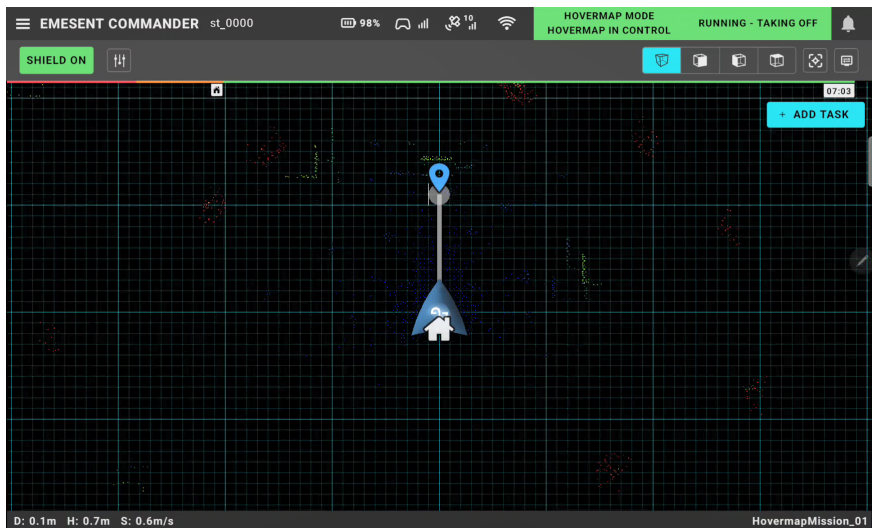 EMESENT COMMANDER st_0000
98%
10
HOVERMAP MODE
HOVERMAP IN CONTROL
RUNNING - TAKING OFF
SHIELD ON
07:03
+ ADD TASK
D: 0.1m H: 0.7m S: 0.6m/s
HovermapMission_01